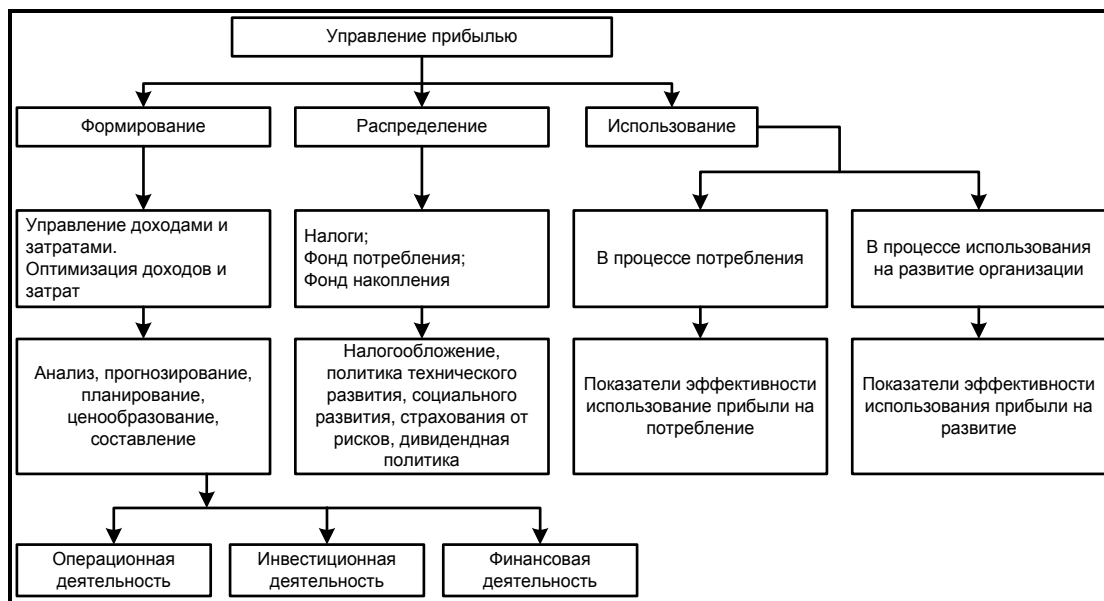 Управление прибылью
Формирование
Распределение
Использование
Управление доходами и
затратами.
Оптимизация доходов и
затрат
Налоги;
Фонд потребления;
Фонд накопления
В процессе потребления
В процессе использования
на развитие организации
Анализ, прогнозирование,
планирование,
ценообразование,
составление
Налогообложение,
политика технического
развития, социального
развития, страхования от
рисков, дивидендная
политика
Показатели эффективности
использование прибыли на
потребление
Показатели эффективности
использования прибыли на
развитие
Операционная
деятельность
Инвестиционная
деятельность
Финансовая
деятельность